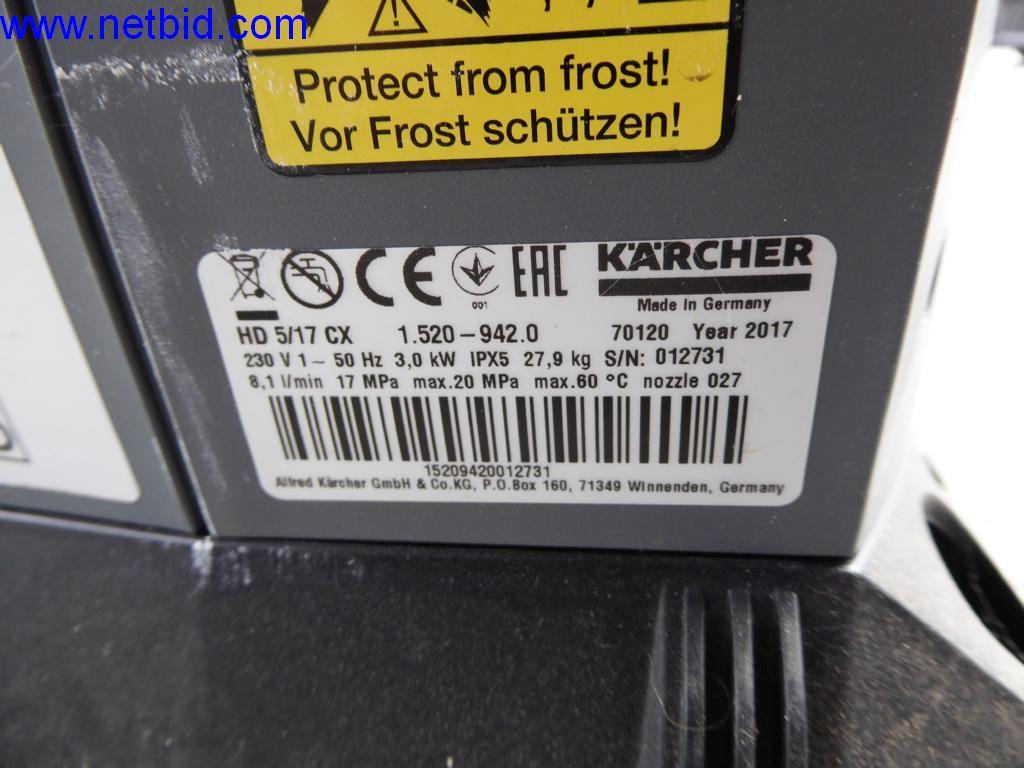 www.netbid.com
Protect from frost!
Vor Frost schützen!
CE 001 EAC KÄRCHER
Made in Germany
HD 5/17 CX 1.520-942.0 70120 Year 2017
230 V 1~ 50 Hz 3,0 kW IPX5 27,9 kg S/N: 012731
8,1 l/min 17 MPa max.20 MPa max.60 °C nozzle 027
15209420012731
Alfred Kärcher GmbH & Co.KG, P.O.Box 160, 71349 Winnenden, Germany